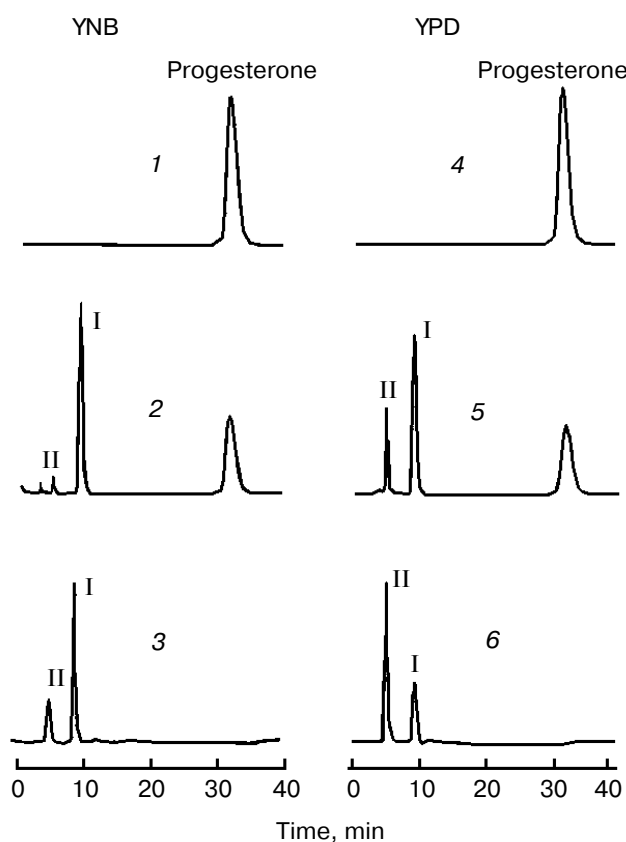 YNB YPD
Progesterone Progesterone
1 4
I I
II 2 II 5
I II
II 3 I 6
0 10 20 30 40 0 10 20 30 40
Time, min